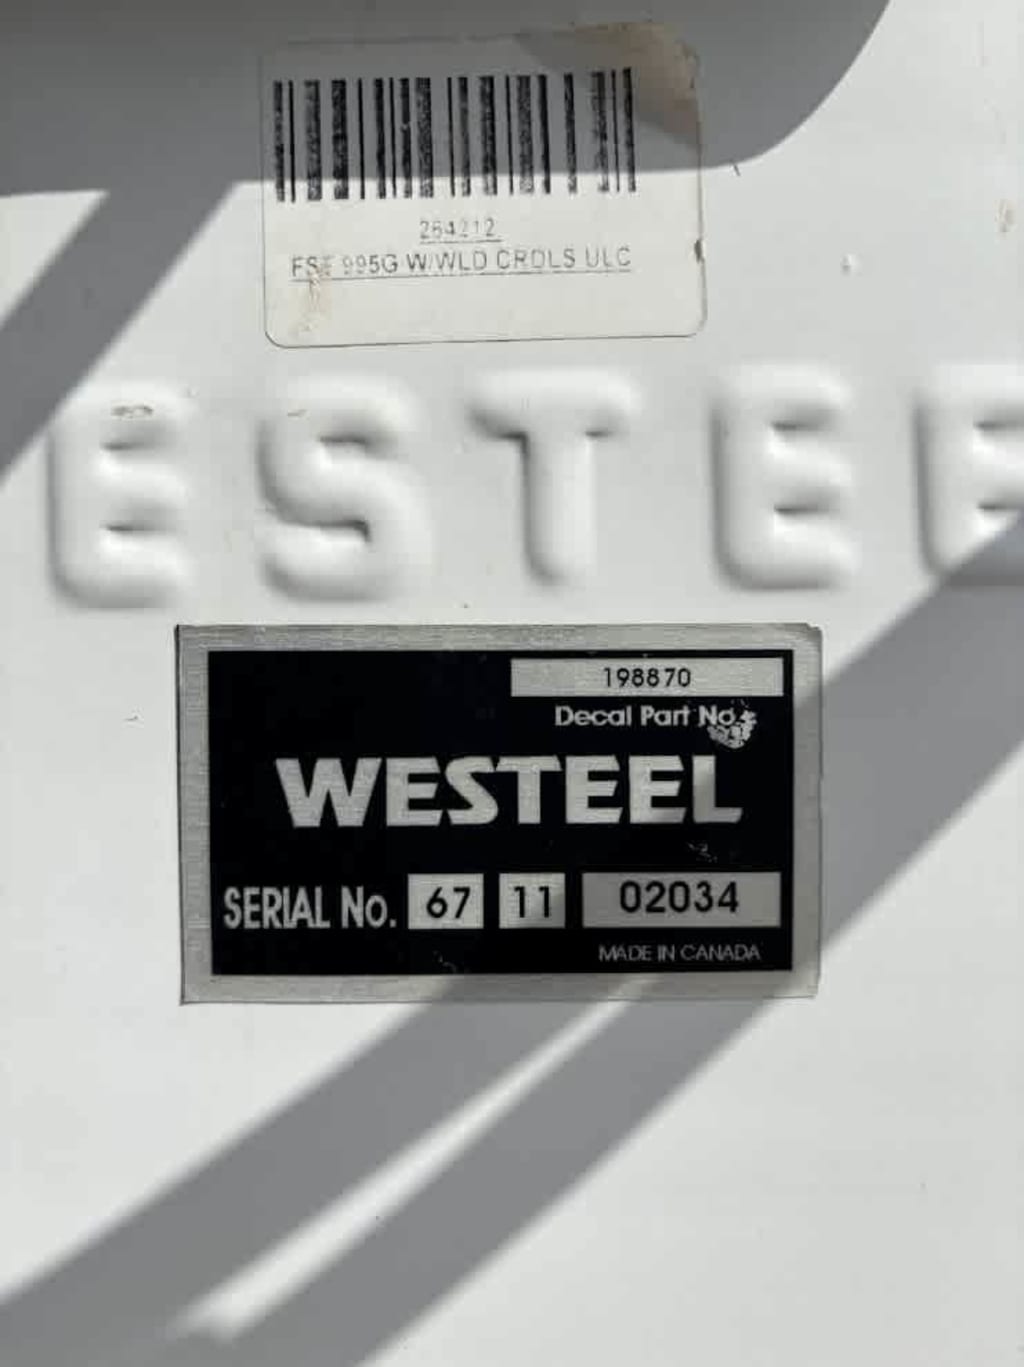 264212
FST 995G W/WLD CRDLS ULC
ESTEE
198870
Decal Part No.
WESTEEL
SERIAL No. 67 11 02034
MADE IN CANADA